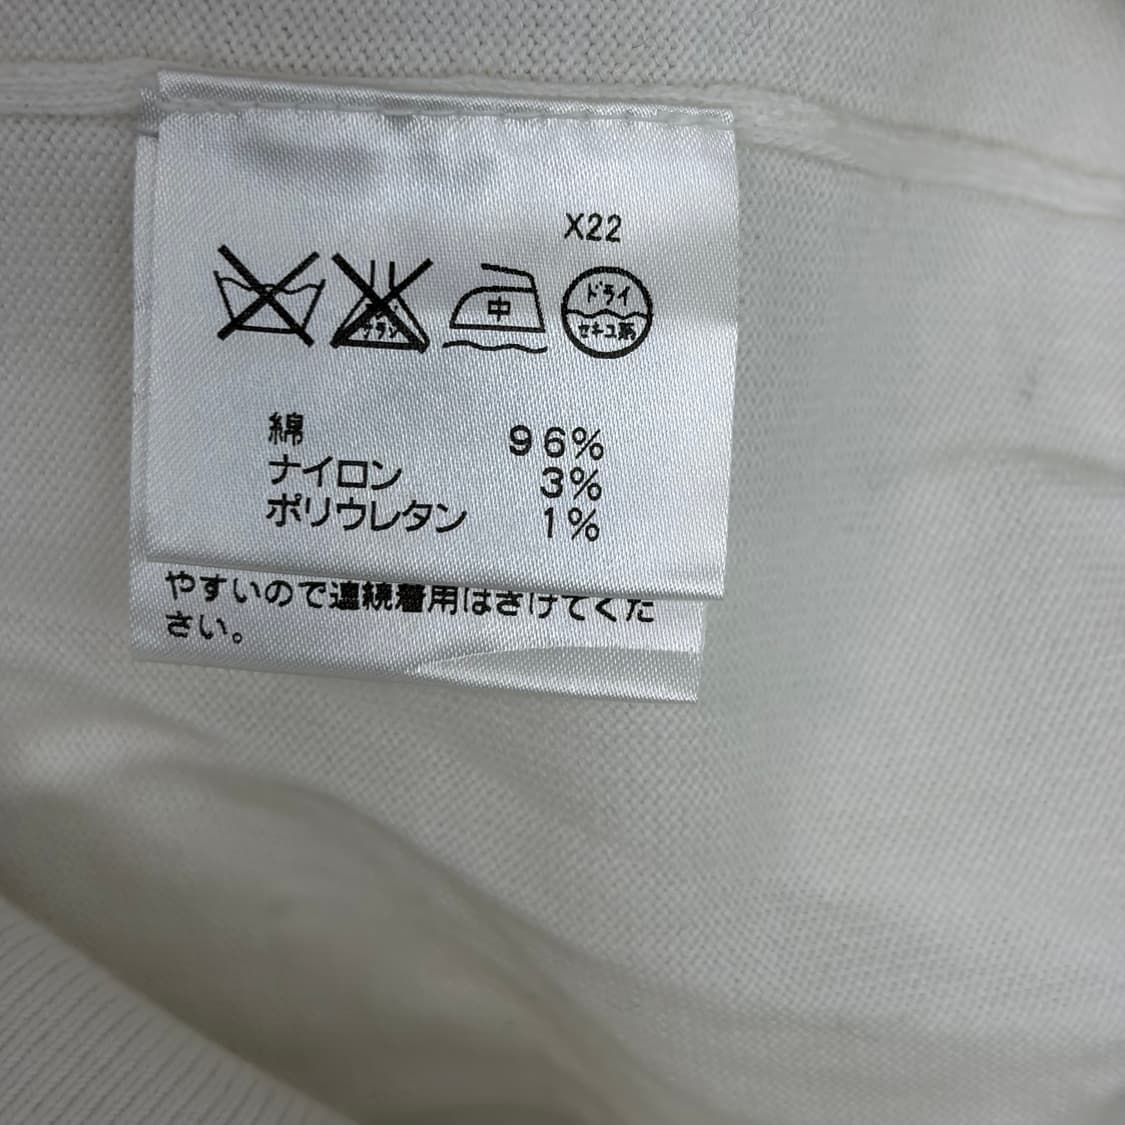 X22
中
ドライ
セキユ系
綿 96%
ナイロン 3%
ポリウレタン 1%
やすいので連続着用はさけてくだ
さい。